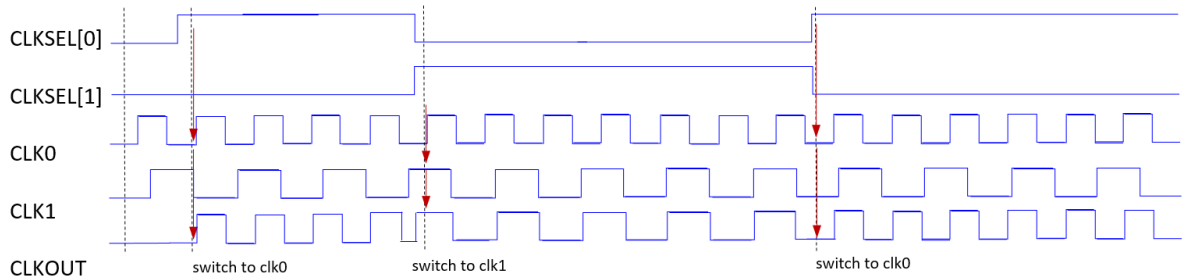 CLKSEL[0]
CLKSEL[1]
CLK0
CLK1
CLKOUT
switch to clk0
switch to clk1
switch to clk0